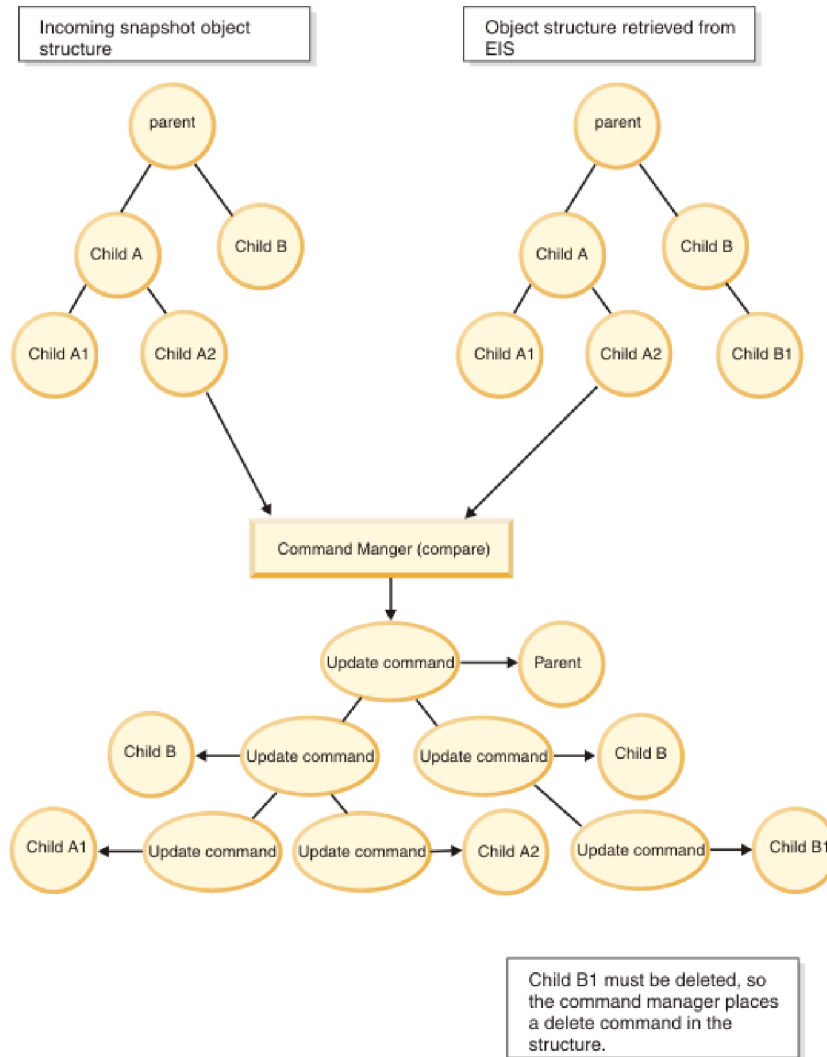 Incoming snapshot object
structure
Object structure retrieved from
EIS
parent
parent
Child A
Child B
Child A
Child B
Child A1
Child A2
Child A1
Child A2
Child B1
Command Manger (compare)
Update command
Parent
Child B
Update command
Update command
Child B
Child A1
Update command
Update command
Child A2
Update command
Child B1
Child B1 must be deleted, so
the command manager places
a delete command in the
structure.